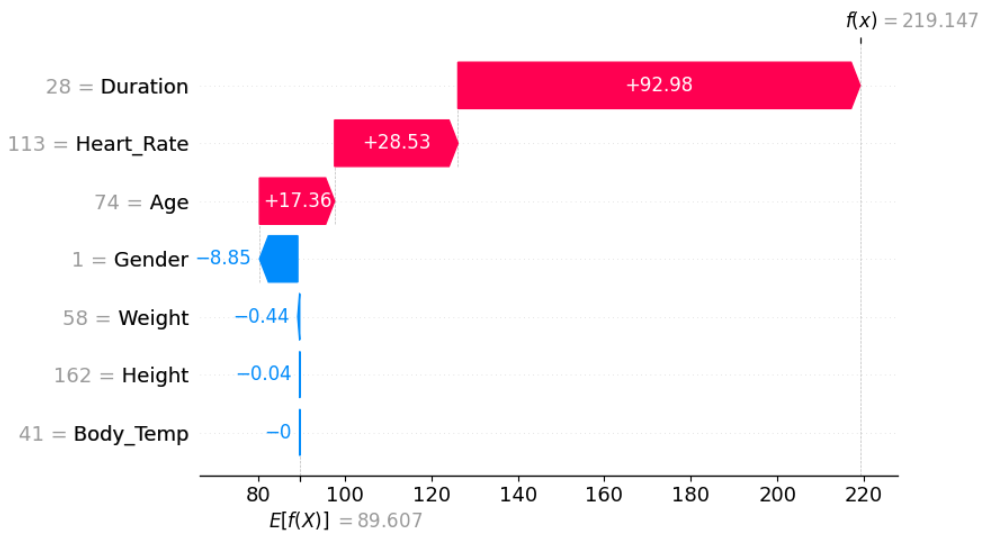 f(x) = 219.147
28 = Duration +92.98
113 = Heart_Rate +28.53
74 = Age +17.36
1 = Gender −8.85
58 = Weight −0.44
162 = Height −0.04
41 = Body_Temp −0
80 100 120 140 160 180 200 220
E[f(X)] = 89.607